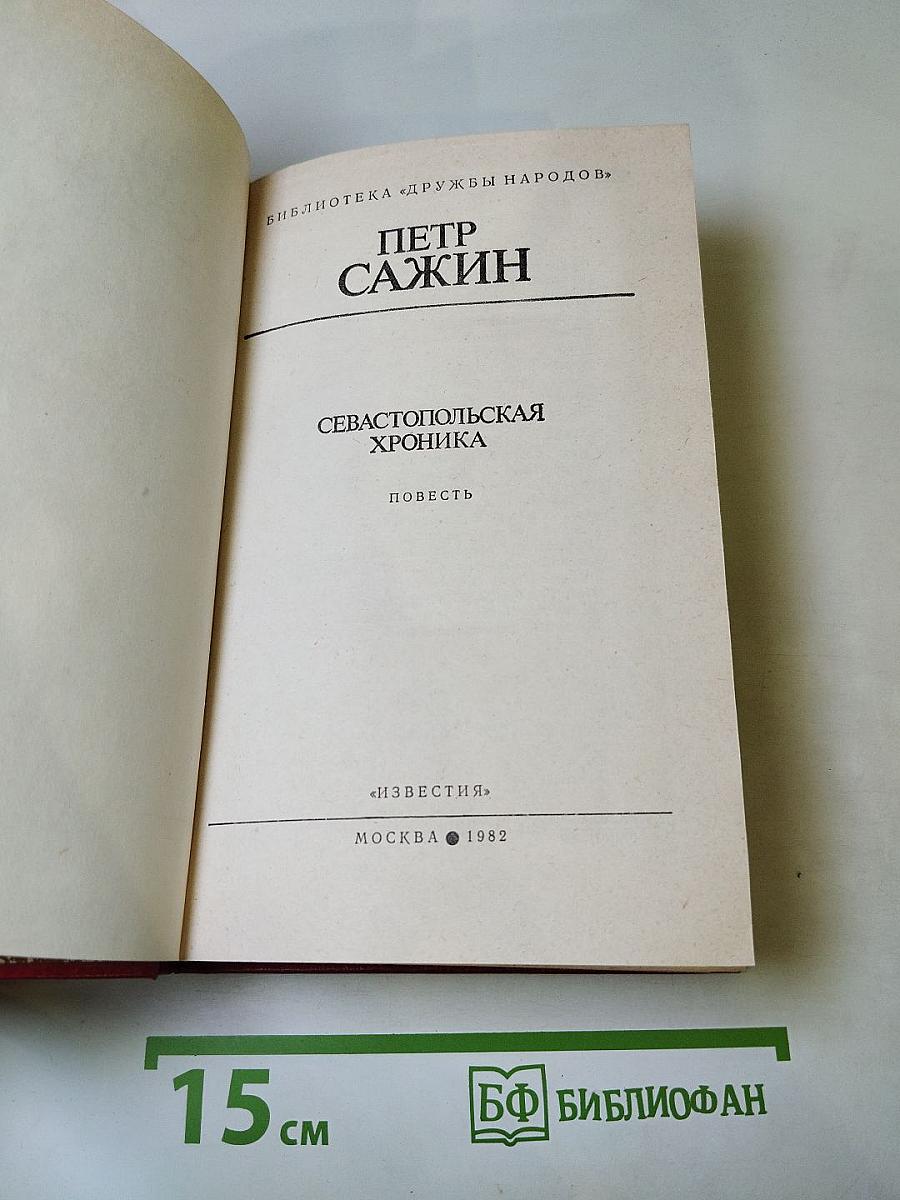 БИБЛИОТЕКА «ДРУЖБЫ НАРОДОВ»
ПЕТР
САЖИН
СЕВАСТОПОЛЬСКАЯ
ХРОНИКА
ПОВЕСТЬ
«ИЗВЕСТИЯ»
МОСКВА ● 1982
15 см
БФ БИБЛИОФАН